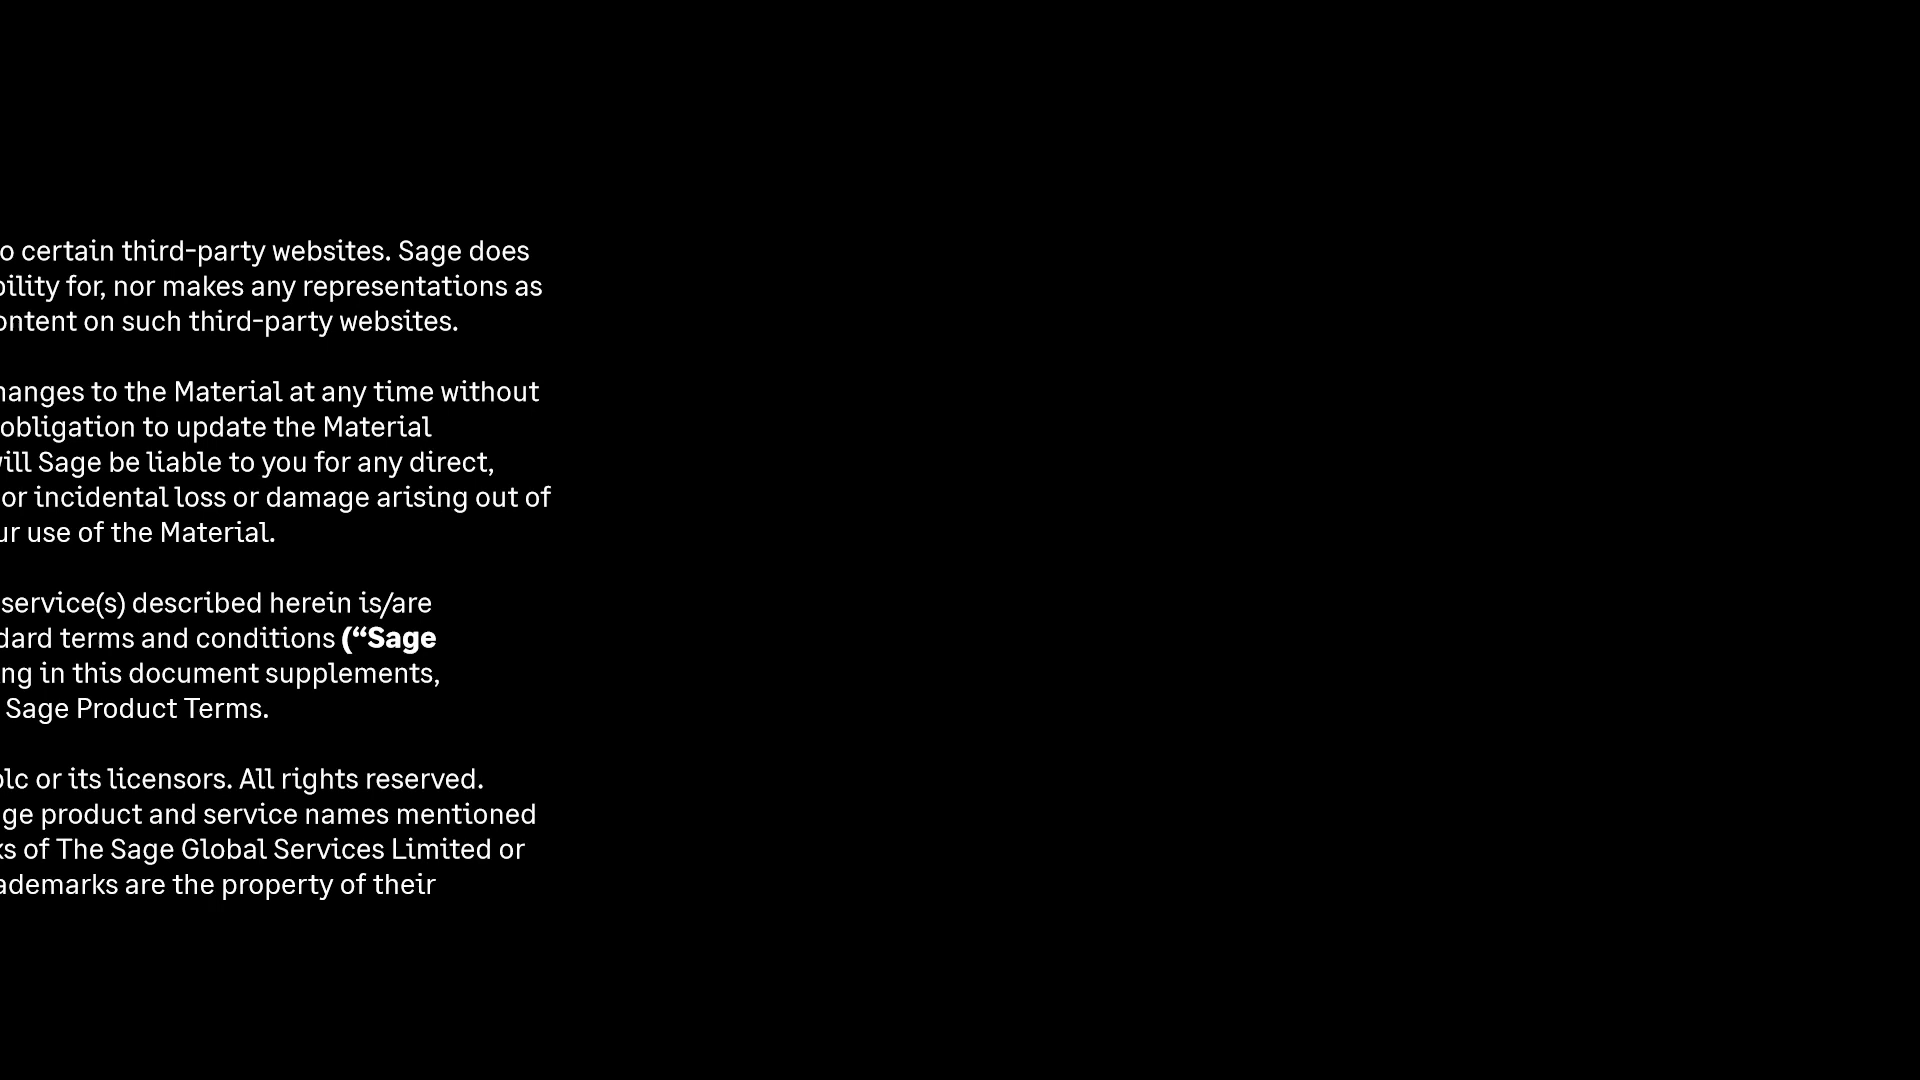 o certain third-party websites. Sage does
bility for, nor makes any representations as
ontent on such third-party websites.
hanges to the Material at any time without
obligation to update the Material
will Sage be liable to you for any direct,
or incidental loss or damage arising out of
ur use of the Material.
service(s) described herein is/are
dard terms and conditions (“Sage
ng in this document supplements,
Sage Product Terms.
plc or its licensors. All rights reserved.
ge product and service names mentioned
ks of The Sage Global Services Limited or
ademarks are the property of their